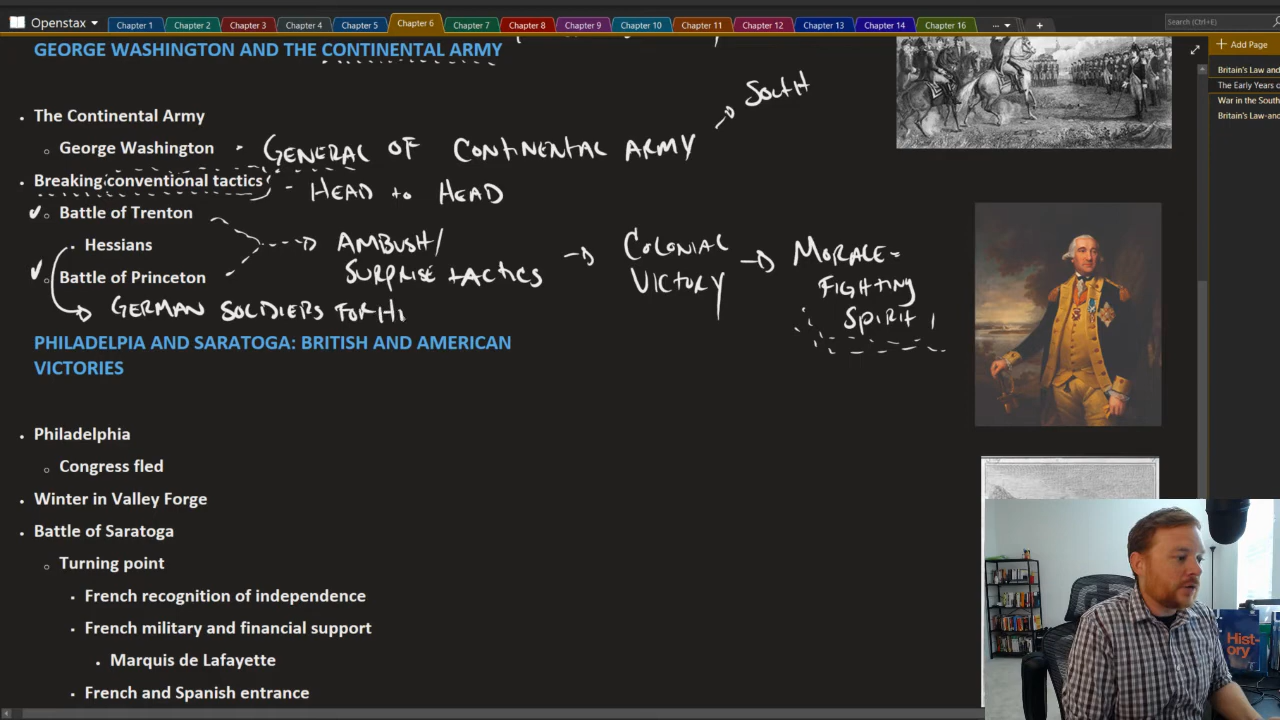 Openstax
Chapter 1
Chapter 2
Chapter 3
Chapter 4
Chapter 5
Chapter 6
Chapter 7
Chapter 8
Chapter 9
Chapter 10
Chapter 11
Chapter 12
Chapter 13
Chapter 14
Chapter 16
...
Search (Ctrl+E)
Add Page
Britain's Law and
The Early Years o
War in the South
Britain's Law-and
GEORGE WASHINGTON AND THE CONTINENTAL ARMY
SOUTH
The Continental Army
George Washington - GENERAL OF CONTINENTAL ARMY
Breaking conventional tactics - HEAD to HEAD
Battle of Trenton
Hessians
AMBUSH/
SURPRISE tACTICS
COLONIAL
VICTORY
MORALE =
FIGHTING
SPIRIT
Battle of Princeton
GERMAN SOLDIERS FOR HI
PHILADELPIA AND SARATOGA: BRITISH AND AMERICAN
VICTORIES
Philadelphia
Congress fled
Winter in Valley Forge
Battle of Saratoga
Turning point
French recognition of independence
French military and financial support
Marquis de Lafayette
French and Spanish entrance
Hist-
ory